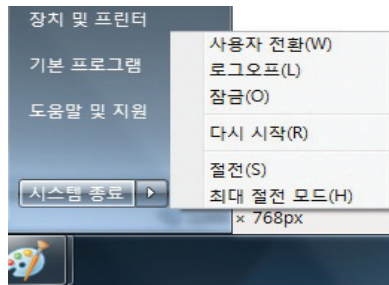 장치 및 프린터
기본 프로그램
도움말 및 지원
시스템 종료
사용자 전환(W)
로그오프(L)
잠금(O)
다시 시작(R)
절전(S)
최대 절전 모드(H)
× 768px